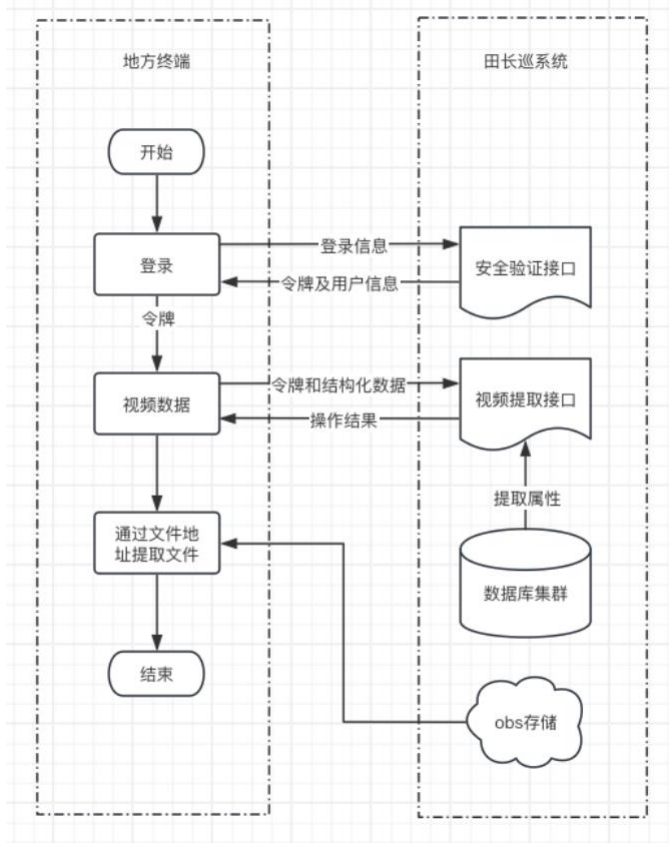 地方终端
田长巡系统
开始
登录
登录信息
安全验证接口
令牌及用户信息
令牌
视频数据
令牌和结构化数据
视频提取接口
操作结果
提取属性
通过文件地
址提取文件
数据库集群
结束
obs存储